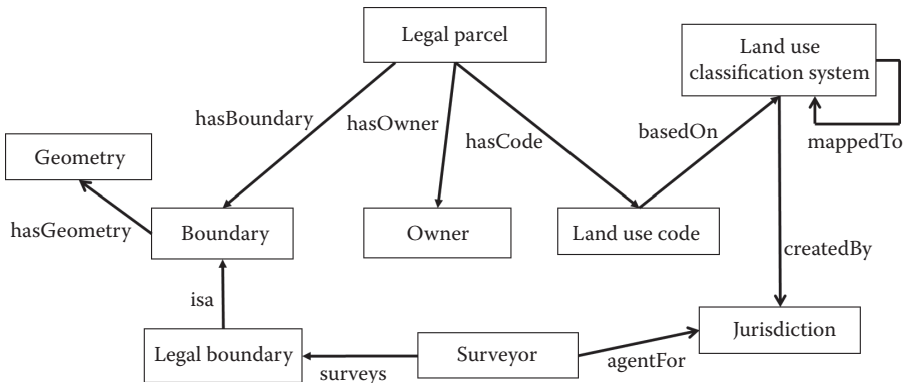 Legal parcel
Land use
classification system
hasBoundary
hasOwner
hasCode
basedOn
mappedTo
Geometry
hasGeometry
Boundary
Owner
Land use code
createdBy
isa
Legal boundary
surveys
Surveyor
agentFor
Jurisdiction